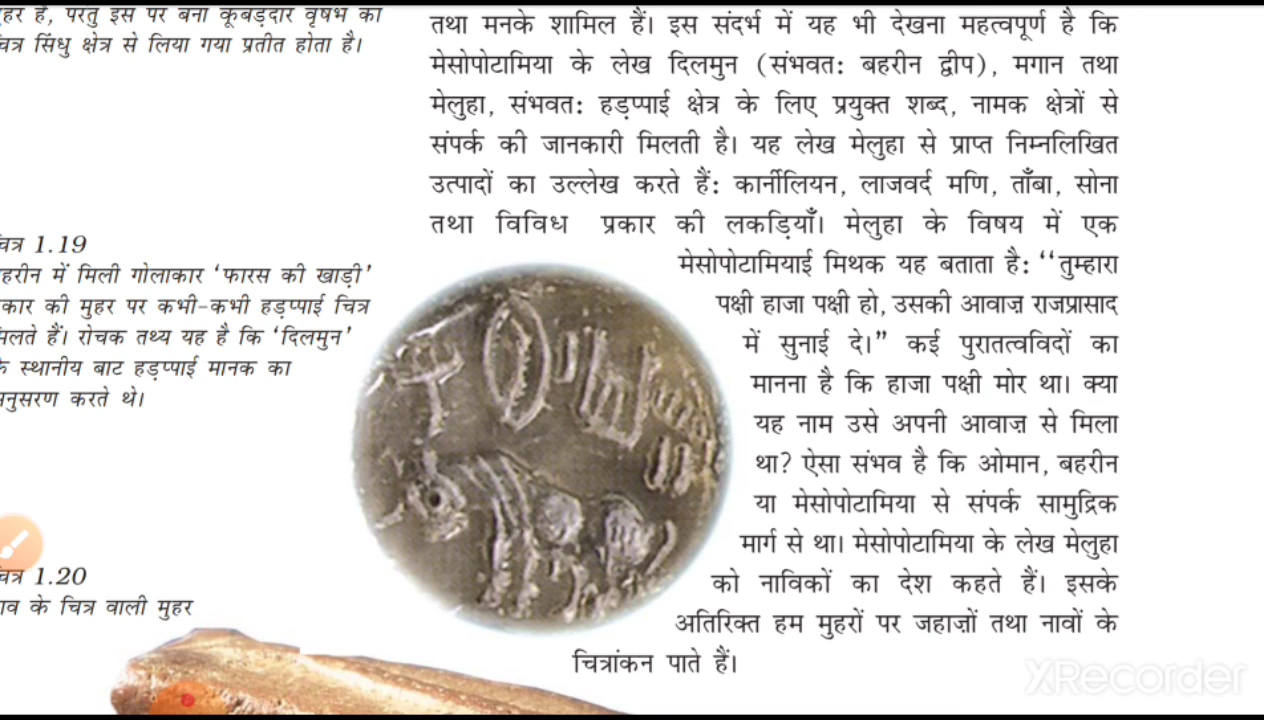 है, परंतु इस पर बना कूबड़दार वृषभ का
चित्र सिंधु क्षेत्र से लिया गया प्रतीत होता है।
चित्र 1.19
बहरीन में मिली गोलाकार ‘फारस की खाड़ी’
प्रकार की मुहर पर कभी-कभी हड़प्पाई चित्र
मिलते हैं। रोचक तथ्य यह है कि ‘दिलमुन’
के स्थानीय बाट हड़प्पाई मानक का
अनुसरण करते थे।
चित्र 1.20
नाव के चित्र वाली मुहर
तथा मनके शामिल हैं। इस संदर्भ में यह भी देखना महत्वपूर्ण है कि
मेसोपोटामिया के लेख दिलमुन (संभवत: बहरीन द्वीप), मगान तथा
मेलुहा, संभवत: हड़प्पाई क्षेत्र के लिए प्रयुक्त शब्द, नामक क्षेत्रों से
संपर्क की जानकारी मिलती है। यह लेख मेलुहा से प्राप्त निम्नलिखित
उत्पादों का उल्लेख करते हैं: कार्नीलियन, लाजवर्द मणि, ताँबा, सोना
तथा विविध प्रकार की लकड़ियाँ। मेलुहा के विषय में एक
मेसोपोटामियाई मिथक यह बताता है: ‘‘तुम्हारा
पक्षी हाजा पक्षी हो, उसकी आवाज़ राजप्रासाद
में सुनाई दे।” कई पुरातत्वविदों का
मानना है कि हाजा पक्षी मोर था। क्या
यह नाम उसे अपनी आवाज़ से मिला
था? ऐसा संभव है कि ओमान, बहरीन
या मेसोपोटामिया से संपर्क सामुद्रिक
मार्ग से था। मेसोपोटामिया के लेख मेलुहा
को नाविकों का देश कहते हैं। इसके
अतिरिक्त हम मुहरों पर जहाज़ों तथा नावों के
चित्रांकन पाते हैं।
XRecorder